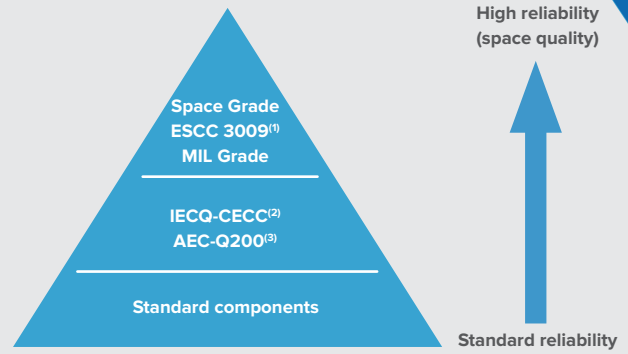 High reliability
(space quality)
Space Grade
ESCC 3009(1)
MIL Grade
IECQ-CECC(2)
AEC-Q200(3)
Standard components
Standard reliability